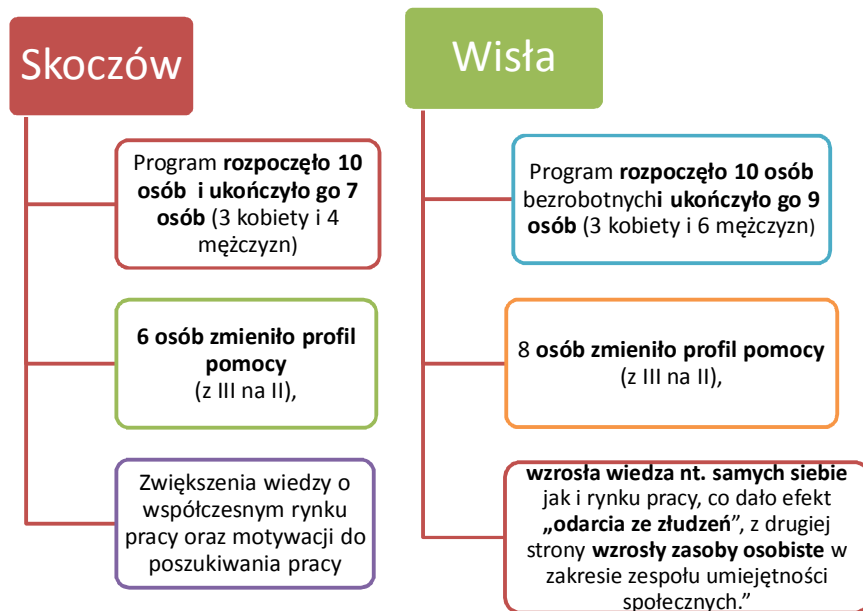 Skoczów
Program rozpoczęło 10
osób i ukończyło go 7
osób (3 kobiety i 4
mężczyzn)
6 osób zmieniło profil
pomocy
(z III na II),
Zwiększenia wiedzy o
współczesnym rynku
pracy oraz motywacji do
poszukiwania pracy
Wisła
Program rozpoczęło 10 osób
bezrobotnychi ukończyło go 9
osób (3 kobiety i 6 mężczyzn)
8 osób zmieniło profil pomocy
(z III na II),
wzrosła wiedza nt. samych siebie
jak i rynku pracy, co dało efekt
„odarcia ze złudzeń”, z drugiej
strony wzrosły zasoby osobiste w
zakresie zespołu umiejętności
społecznych.”